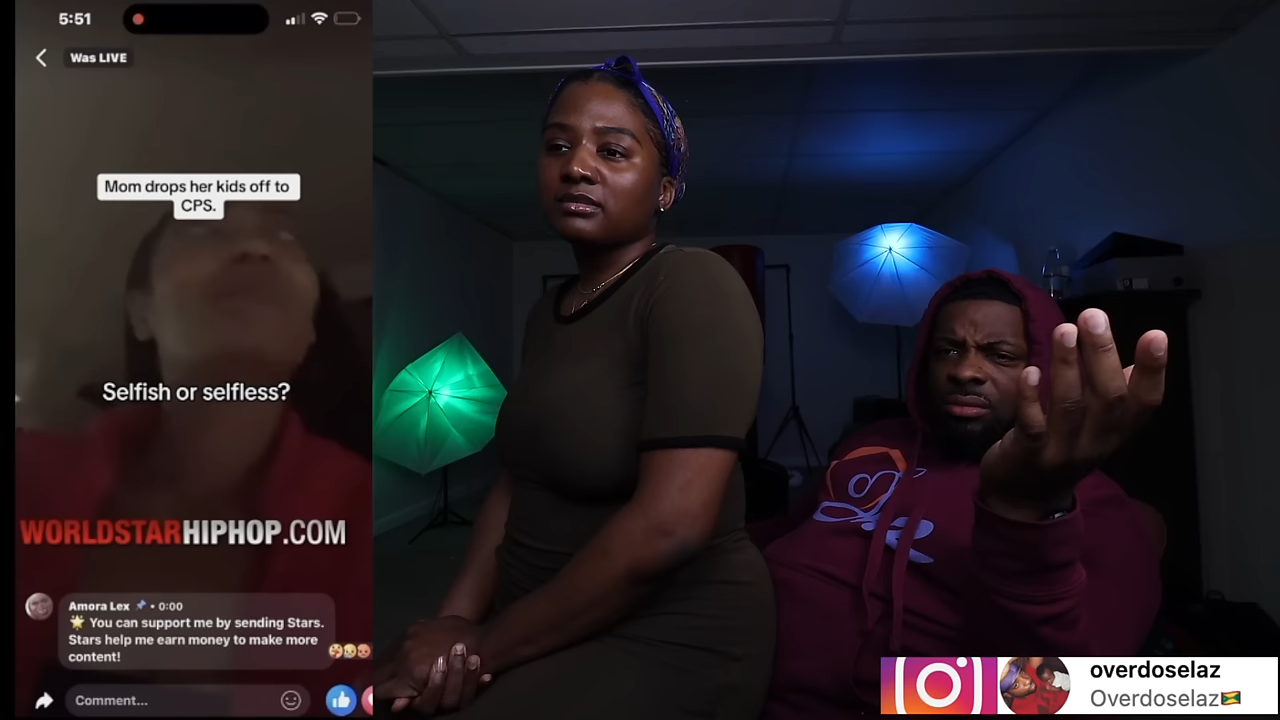 5:51
Was LIVE
Mom drops her kids off to
CPS.
Selfish or selfless?
WORLDSTARHIPHOP.COM
Amora Lex 📌 • 0:00
🌟 You can support me by sending Stars.
Stars help me earn money to make more
content!
Comment...
overdoselaz
Overdoselaz🇬🇩